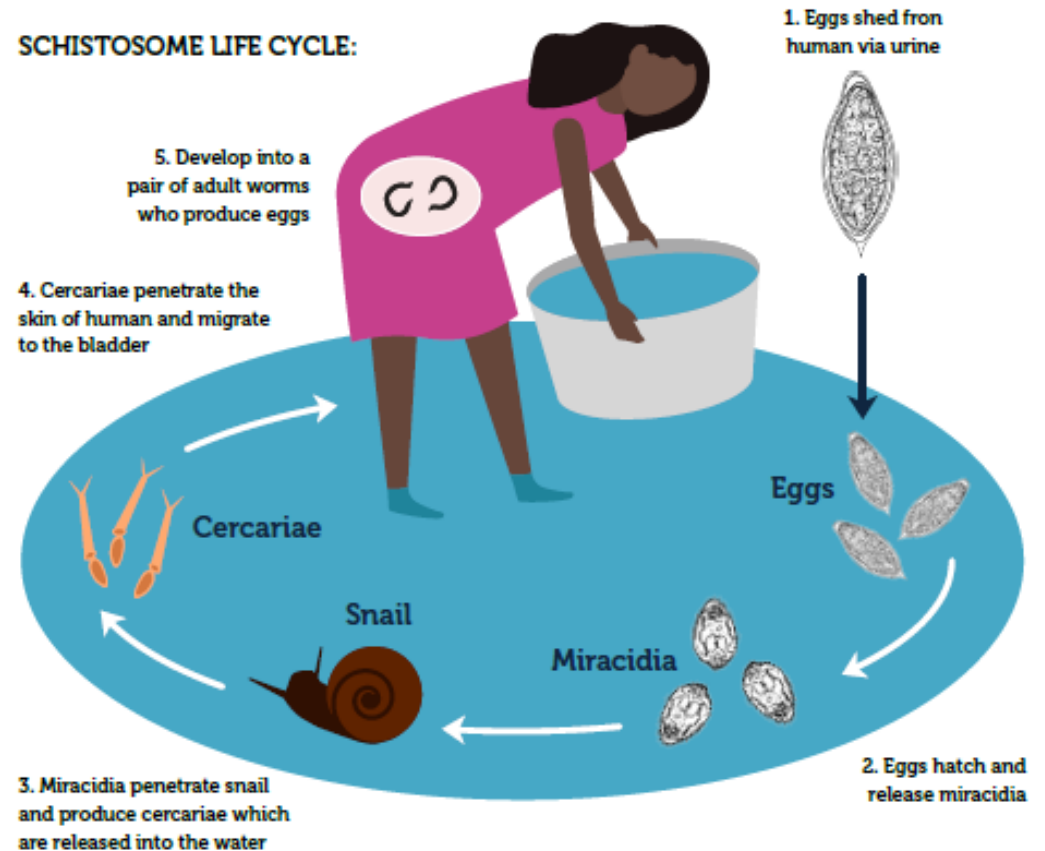 SCHISTOSOME LIFE CYCLE:
1. Eggs shed fron
human via urine
5. Develop into a
pair of adult worms
who produce eggs
4. Cercariae penetrate the
skin of human and migrate
to the bladder
Eggs
Cercariae
Snail
Miracidia
2. Eggs hatch and
release miracidia
3. Miracidia penetrate snail
and produce cercariae which
are released into the water